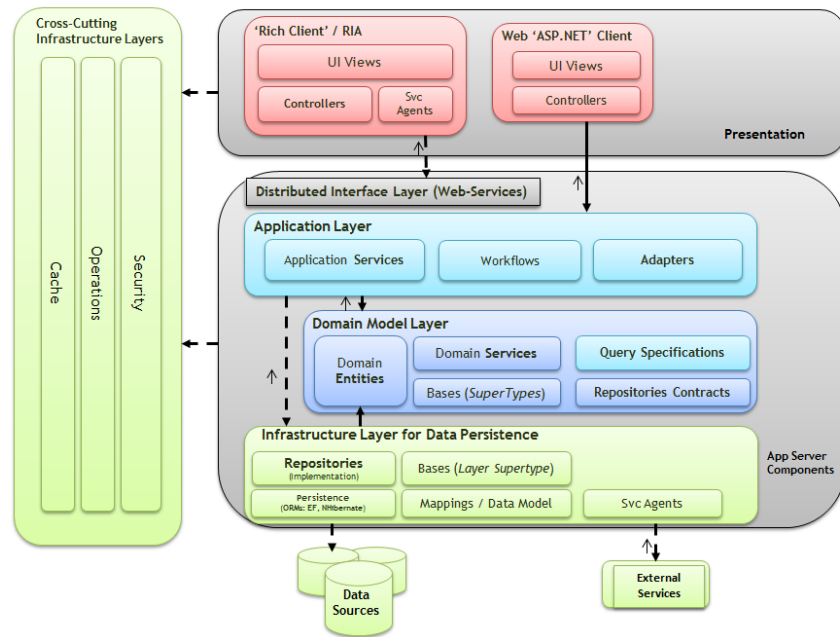 Cross-Cutting
Infrastructure Layers
Cache
Operations
Security
'Rich Client' / RIA
UI Views
Controllers
Svc
Agents
Web 'ASP.NET' Client
UI Views
Controllers
Presentation
Distributed Interface Layer (Web-Services)
Application Layer
Application Services
Workflows
Adapters
Domain Model Layer
Domain
Entities
Domain Services
Query Specifications
Bases (SuperTypes)
Repositories Contracts
Infrastructure Layer for Data Persistence
Repositories
(Implementation)
Bases (Layer Supertype)
Persistence
(ORMs: EF, NHibernate)
Mappings / Data Model
Svc Agents
App Server
Components
Data
Sources
External
Services